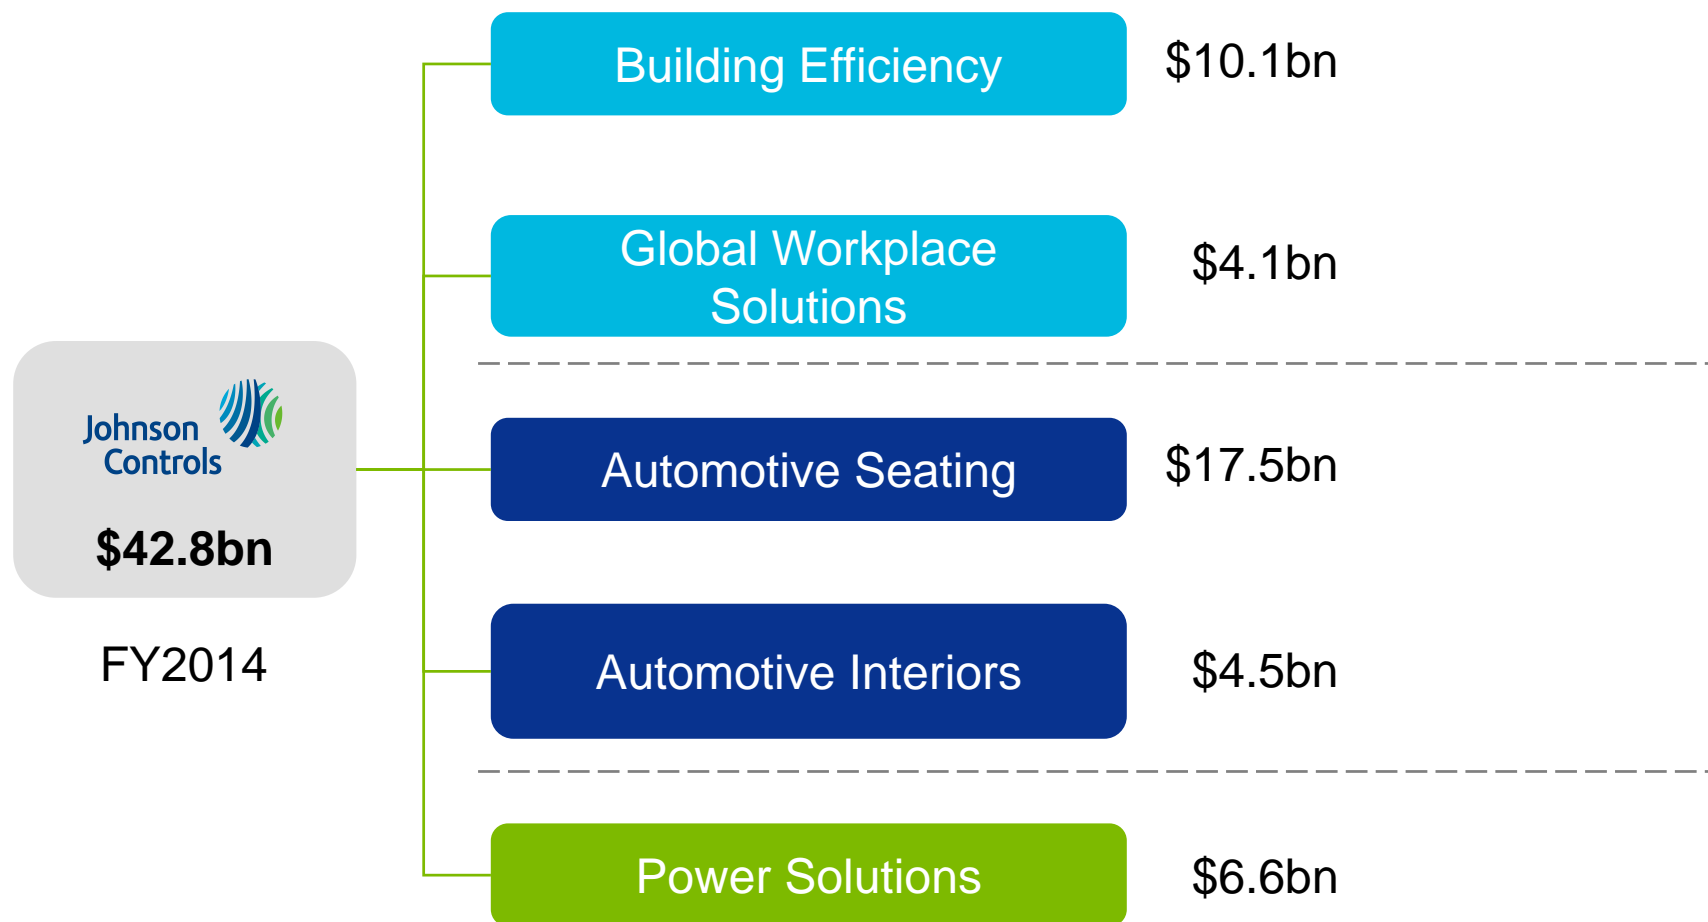 Building Efficiency
$10.1bn
Global Workplace
Solutions
$4.1bn
Johnson
Controls
$42.8bn
FY2014
Automotive Seating
$17.5bn
Automotive Interiors
$4.5bn
Power Solutions
$6.6bn